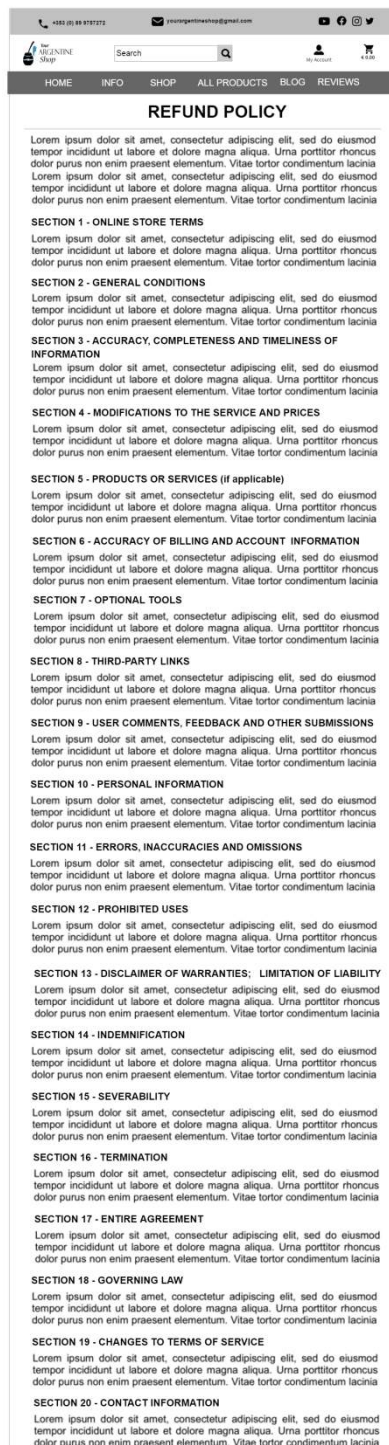 +353 (0) 89 9757272
yourargentineshop@gmail.com
Your
ARGENTINE
Shop
Search
My Account
€ 0.00
HOME INFO SHOP ALL PRODUCTS BLOG REVIEWS
REFUND POLICY
Lorem ipsum dolor sit amet, consectetur adipiscing elit, sed do eiusmod
tempor incididunt ut labore et dolore magna aliqua. Urna porttitor rhoncus
dolor purus non enim praesent elementum. Vitae tortor condimentum lacinia
Lorem ipsum dolor sit amet, consectetur adipiscing elit, sed do eiusmod
tempor incididunt ut labore et dolore magna aliqua. Urna porttitor rhoncus
dolor purus non enim praesent elementum. Vitae tortor condimentum lacinia
SECTION 1 - ONLINE STORE TERMS
Lorem ipsum dolor sit amet, consectetur adipiscing elit, sed do eiusmod
tempor incididunt ut labore et dolore magna aliqua. Urna porttitor rhoncus
dolor purus non enim praesent elementum. Vitae tortor condimentum lacinia
SECTION 2 - GENERAL CONDITIONS
Lorem ipsum dolor sit amet, consectetur adipiscing elit, sed do eiusmod
tempor incididunt ut labore et dolore magna aliqua. Urna porttitor rhoncus
dolor purus non enim praesent elementum. Vitae tortor condimentum lacinia
SECTION 3 - ACCURACY, COMPLETENESS AND TIMELINESS OF
INFORMATION
Lorem ipsum dolor sit amet, consectetur adipiscing elit, sed do eiusmod
tempor incididunt ut labore et dolore magna aliqua. Urna porttitor rhoncus
dolor purus non enim praesent elementum. Vitae tortor condimentum lacinia
SECTION 4 - MODIFICATIONS TO THE SERVICE AND PRICES
Lorem ipsum dolor sit amet, consectetur adipiscing elit, sed do eiusmod
tempor incididunt ut labore et dolore magna aliqua. Urna porttitor rhoncus
dolor purus non enim praesent elementum. Vitae tortor condimentum lacinia
SECTION 5 - PRODUCTS OR SERVICES (if applicable)
Lorem ipsum dolor sit amet, consectetur adipiscing elit, sed do eiusmod
tempor incididunt ut labore et dolore magna aliqua. Urna porttitor rhoncus
dolor purus non enim praesent elementum. Vitae tortor condimentum lacinia
SECTION 6 - ACCURACY OF BILLING AND ACCOUNT INFORMATION
Lorem ipsum dolor sit amet, consectetur adipiscing elit, sed do eiusmod
tempor incididunt ut labore et dolore magna aliqua. Urna porttitor rhoncus
dolor purus non enim praesent elementum. Vitae tortor condimentum lacinia
SECTION 7 - OPTIONAL TOOLS
Lorem ipsum dolor sit amet, consectetur adipiscing elit, sed do eiusmod
tempor incididunt ut labore et dolore magna aliqua. Urna porttitor rhoncus
dolor purus non enim praesent elementum. Vitae tortor condimentum lacinia
SECTION 8 - THIRD-PARTY LINKS
Lorem ipsum dolor sit amet, consectetur adipiscing elit, sed do eiusmod
tempor incididunt ut labore et dolore magna aliqua. Urna porttitor rhoncus
dolor purus non enim praesent elementum. Vitae tortor condimentum lacinia
SECTION 9 - USER COMMENTS, FEEDBACK AND OTHER SUBMISSIONS
Lorem ipsum dolor sit amet, consectetur adipiscing elit, sed do eiusmod
tempor incididunt ut labore et dolore magna aliqua. Urna porttitor rhoncus
dolor purus non enim praesent elementum. Vitae tortor condimentum lacinia
SECTION 10 - PERSONAL INFORMATION
Lorem ipsum dolor sit amet, consectetur adipiscing elit, sed do eiusmod
tempor incididunt ut labore et dolore magna aliqua. Urna porttitor rhoncus
dolor purus non enim praesent elementum. Vitae tortor condimentum lacinia
SECTION 11 - ERRORS, INACCURACIES AND OMISSIONS
Lorem ipsum dolor sit amet, consectetur adipiscing elit, sed do eiusmod
tempor incididunt ut labore et dolore magna aliqua. Urna porttitor rhoncus
dolor purus non enim praesent elementum. Vitae tortor condimentum lacinia
SECTION 12 - PROHIBITED USES
Lorem ipsum dolor sit amet, consectetur adipiscing elit, sed do eiusmod
tempor incididunt ut labore et dolore magna aliqua. Urna porttitor rhoncus
dolor purus non enim praesent elementum. Vitae tortor condimentum lacinia
SECTION 13 - DISCLAIMER OF WARRANTIES; LIMITATION OF LIABILITY
Lorem ipsum dolor sit amet, consectetur adipiscing elit, sed do eiusmod
tempor incididunt ut labore et dolore magna aliqua. Urna porttitor rhoncus
dolor purus non enim praesent elementum. Vitae tortor condimentum lacinia
SECTION 14 - INDEMNIFICATION
Lorem ipsum dolor sit amet, consectetur adipiscing elit, sed do eiusmod
tempor incididunt ut labore et dolore magna aliqua. Urna porttitor rhoncus
dolor purus non enim praesent elementum. Vitae tortor condimentum lacinia
SECTION 15 - SEVERABILITY
Lorem ipsum dolor sit amet, consectetur adipiscing elit, sed do eiusmod
tempor incididunt ut labore et dolore magna aliqua. Urna porttitor rhoncus
dolor purus non enim praesent elementum. Vitae tortor condimentum lacinia
SECTION 16 - TERMINATION
Lorem ipsum dolor sit amet, consectetur adipiscing elit, sed do eiusmod
tempor incididunt ut labore et dolore magna aliqua. Urna porttitor rhoncus
dolor purus non enim praesent elementum. Vitae tortor condimentum lacinia
SECTION 17 - ENTIRE AGREEMENT
Lorem ipsum dolor sit amet, consectetur adipiscing elit, sed do eiusmod
tempor incididunt ut labore et dolore magna aliqua. Urna porttitor rhoncus
dolor purus non enim praesent elementum. Vitae tortor condimentum lacinia
SECTION 18 - GOVERNING LAW
Lorem ipsum dolor sit amet, consectetur adipiscing elit, sed do eiusmod
tempor incididunt ut labore et dolore magna aliqua. Urna porttitor rhoncus
dolor purus non enim praesent elementum. Vitae tortor condimentum lacinia
SECTION 19 - CHANGES TO TERMS OF SERVICE
Lorem ipsum dolor sit amet, consectetur adipiscing elit, sed do eiusmod
tempor incididunt ut labore et dolore magna aliqua. Urna porttitor rhoncus
dolor purus non enim praesent elementum. Vitae tortor condimentum lacinia
SECTION 20 - CONTACT INFORMATION
Lorem ipsum dolor sit amet, consectetur adipiscing elit, sed do eiusmod
tempor incididunt ut labore et dolore magna aliqua. Urna porttitor rhoncus
dolor purus non enim praesent elementum. Vitae tortor condimentum lacinia